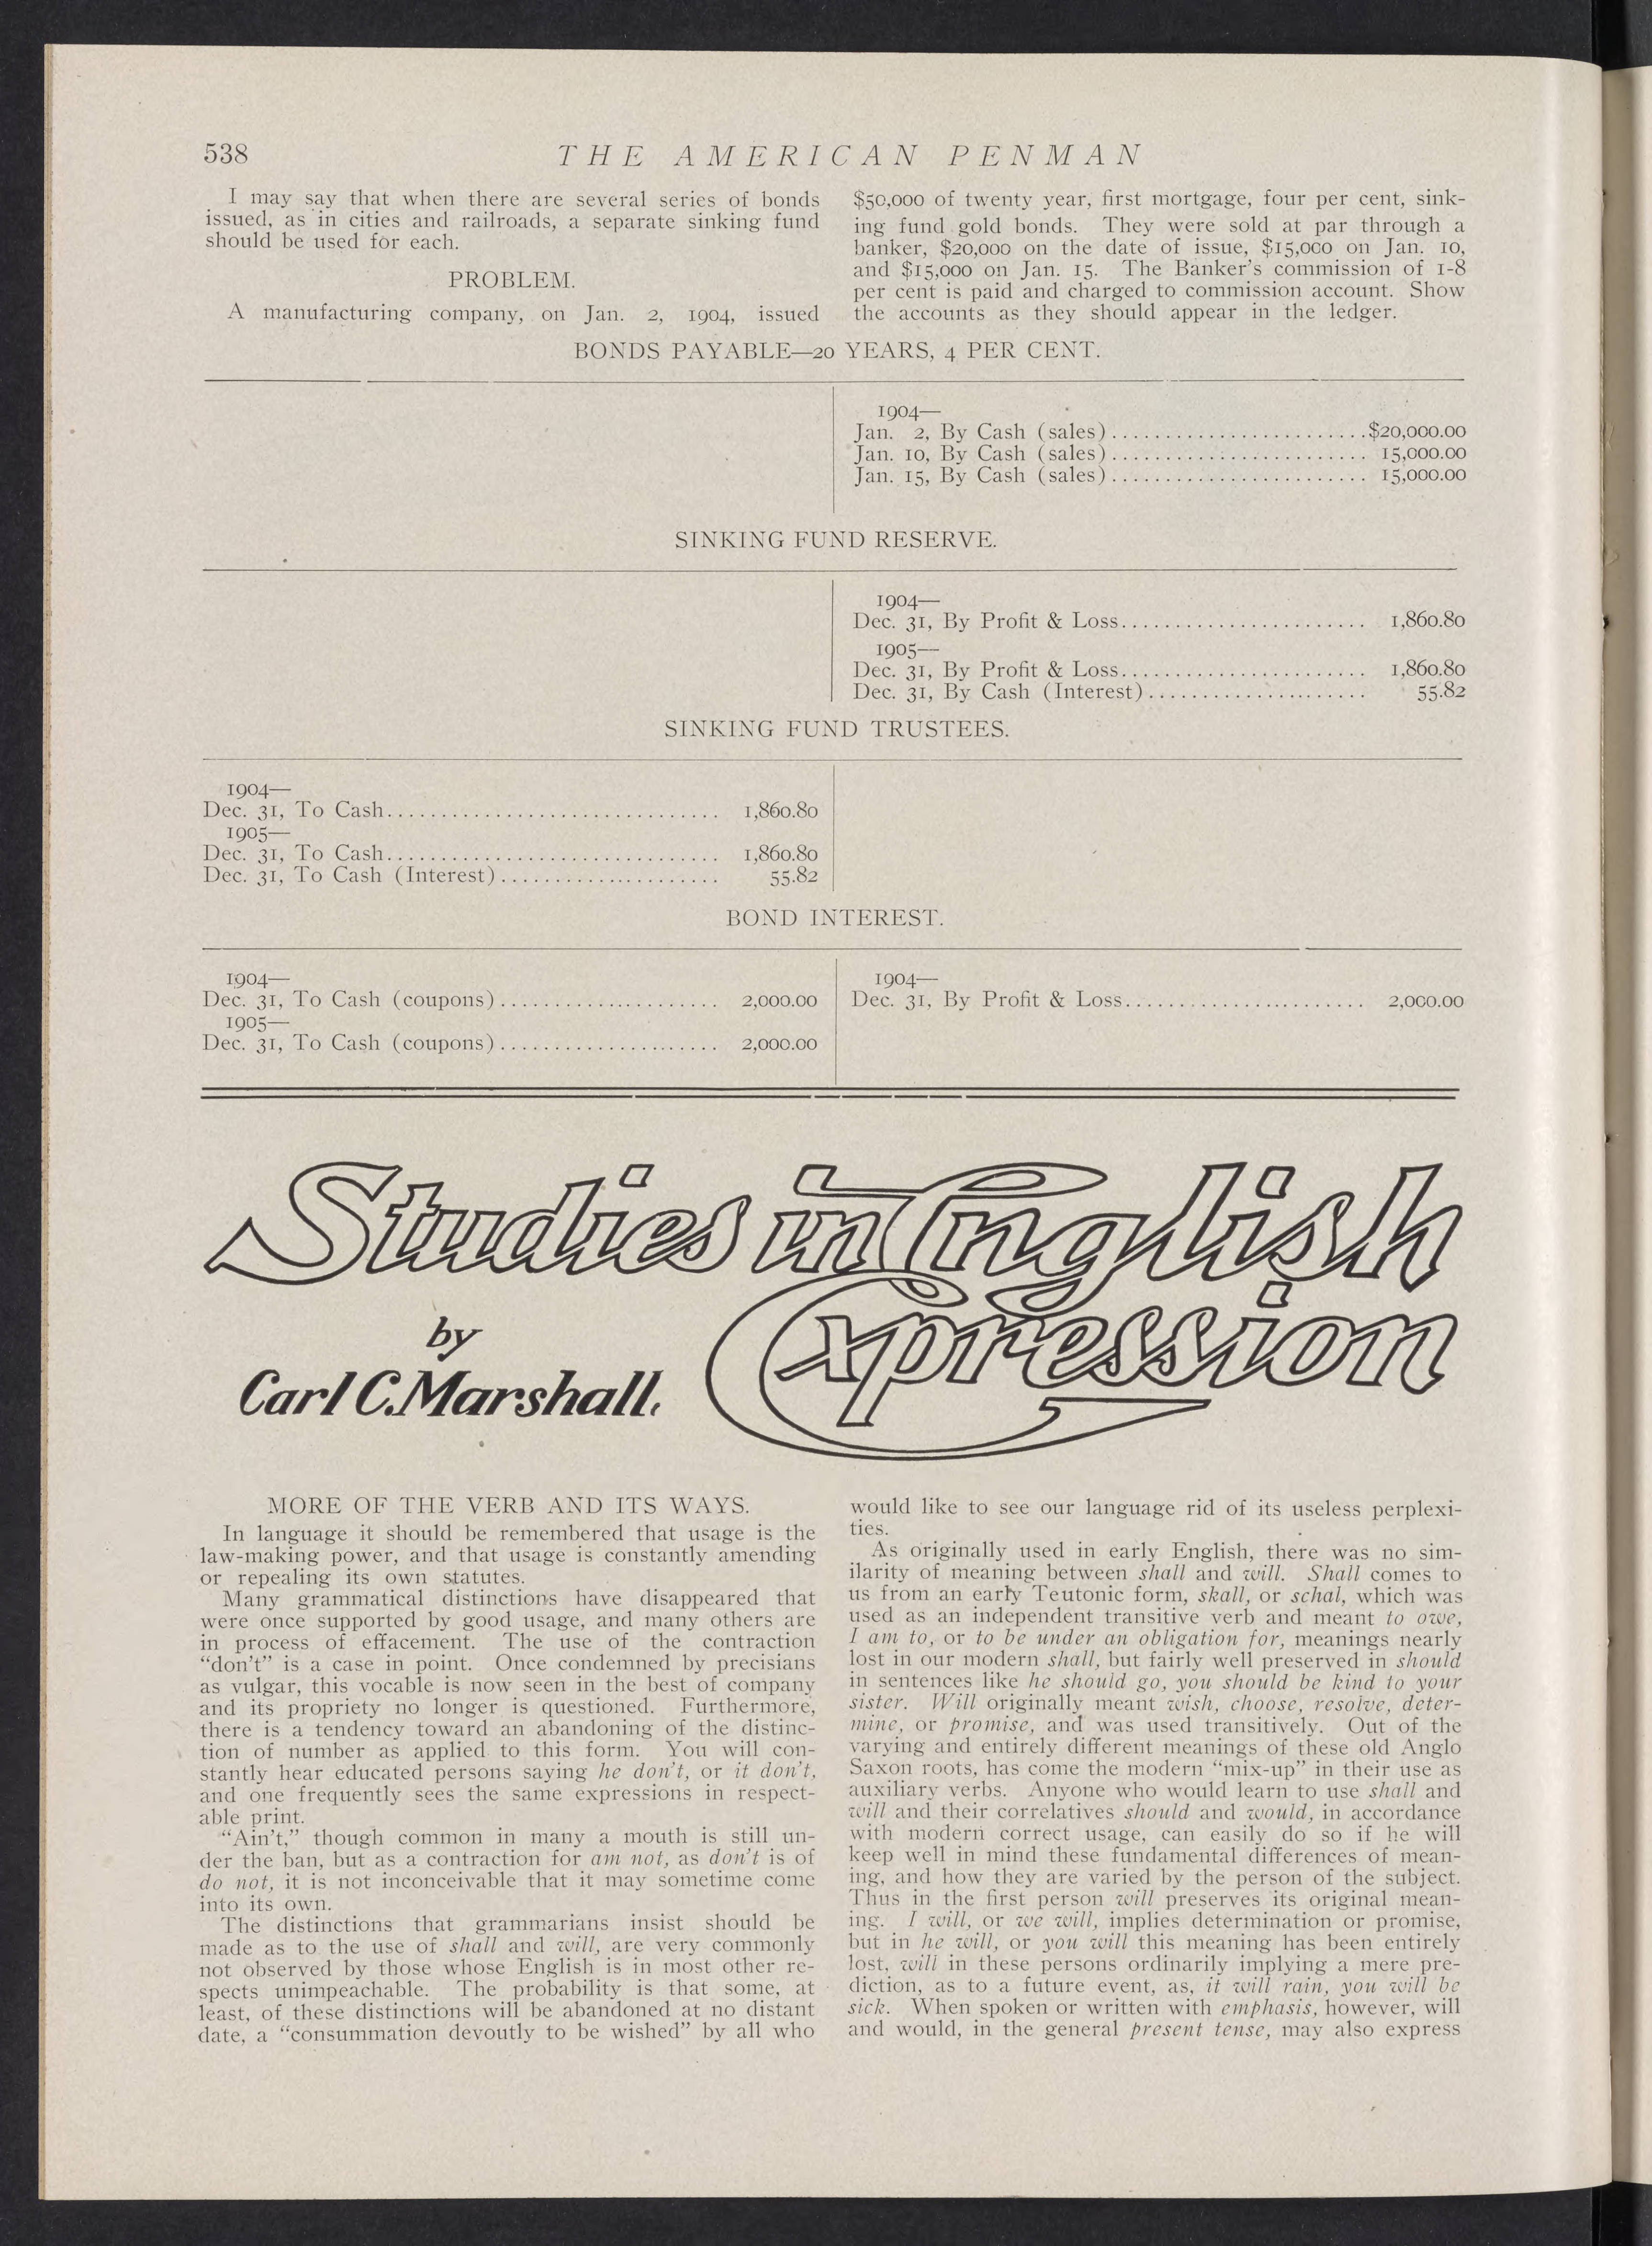 538
THE AMERICAN PENMAN
I may say that when there are several series of bonds
issued, as in cities and railroads, a separate sinking fund
should be used for each.
PROBLEM.
A manufacturing company, on Jan. 2, 1904, issued
$50,000 of twenty year, first mortgage, four per cent, sink-
ing fund gold bonds. They were sold at par through a
banker, $20,000 on the date of issue, $15,000 on Jan. 10,
and $15,000 on Jan. 15. The Banker's commission of 1-8
per cent is paid and charged to commission account. Show
the accounts as they should appear in the ledger.
BONDS PAYABLE—20 YEARS, 4 PER CENT.
1904—
Jan. 2, By Cash (sales)........................$20,000.00
Jan. 10, By Cash (sales)........................ 15,000.00
Jan. 15, By Cash (sales)........................ 15,000.00
SINKING FUND RESERVE.
1904—
Dec. 31, By Profit & Loss....................... 1,860.80
1905—
Dec. 31, By Profit & Loss....................... 1,860.80
Dec. 31, By Cash (Interest)..................... 55.82
SINKING FUND TRUSTEES.
1904—
Dec. 31, To Cash............................... 1,860.80
1905—
Dec. 31, To Cash............................... 1,860.80
Dec. 31, To Cash (Interest)..................... 55.82
BOND INTEREST.
1904—
Dec. 31, To Cash (coupons)..................... 2,000.00
1905—
Dec. 31, To Cash (coupons)..................... 2,000.00
1904—
Dec. 31, By Profit & Loss....................... 2,000.00
Studies in English
Expression
by
Carl C. Marshall.
MORE OF THE VERB AND ITS WAYS.
In language it should be remembered that usage is the
law-making power, and that usage is constantly amending
or repealing its own statutes.
Many grammatical distinctions have disappeared that
were once supported by good usage, and many others are
in process of effacement. The use of the contraction
"don't" is a case in point. Once condemned by precisians
as vulgar, this vocable is now seen in the best of company
and its propriety no longer is questioned. Furthermore,
there is a tendency toward an abandoning of the distinc-
tion of number as applied to this form. You will con-
stantly hear educated persons saying he don't, or it don't,
and one frequently sees the same expressions in respect-
able print.
"Ain't," though common in many a mouth is still un-
der the ban, but as a contraction for am not, as don't is of
do not, it is not inconceivable that it may sometime come
into its own.
The distinctions that grammarians insist should be
made as to the use of shall and will, are very commonly
not observed by those whose English is in most other re-
spects unimpeachable. The probability is that some, at
least, of these distinctions will be abandoned at no distant
date, a "consummation devoutly to be wished" by all who
would like to see our language rid of its useless perplexi-
ties.
As originally used in early English, there was no sim-
ilarity of meaning between shall and will. Shall comes to
us from an early Teutonic form, skall, or schal, which was
used as an independent transitive verb and meant to owe,
I am to, or to be under an obligation for, meanings nearly
lost in our modern shall, but fairly well preserved in should
in sentences like he should go, you should be kind to your
sister. Will originally meant wish, choose, resolve, deter-
mine, or promise, and was used transitively. Out of the
varying and entirely different meanings of these old Anglo
Saxon roots, has come the modern "mix-up" in their use as
auxiliary verbs. Anyone who would learn to use shall and
will and their correlatives should and would, in accordance
with modern correct usage, can easily do so if he will
keep well in mind these fundamental differences of mean-
ing, and how they are varied by the person of the subject.
Thus in the first person will preserves its original mean-
ing. I will, or we will, implies determination or promise,
but in he will, or you will this meaning has been entirely
lost, will in these persons ordinarily implying a mere pre-
diction, as to a future event, as, it will rain, you will be
sick. When spoken or written with emphasis, however, will
and would, in the general present tense, may also express